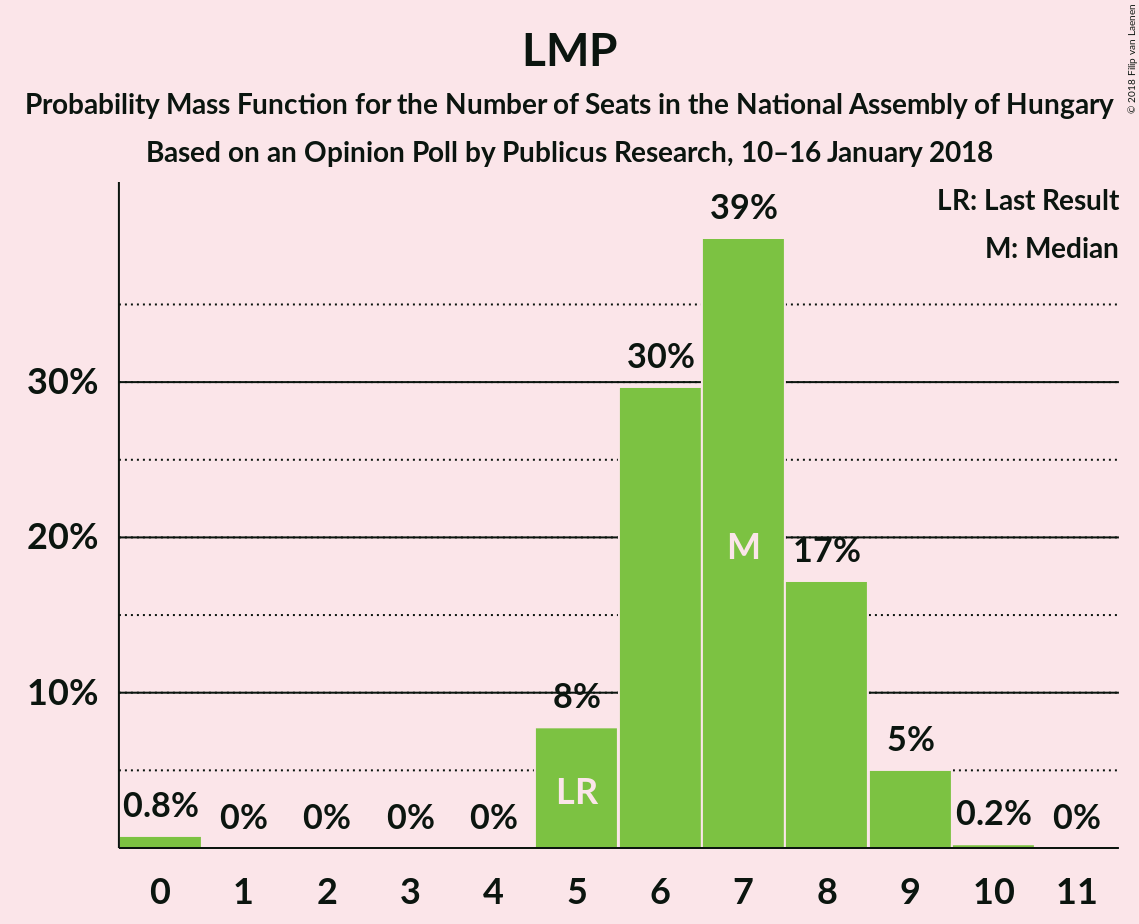 LMP
Probability Mass Function for the Number of Seats in the National Assembly of Hungary
Based on an Opinion Poll by Publicus Research, 10–16 January 2018
© 2018 Filip van Laenen
LR: Last Result
M: Median
39%
30%
30%
20%
M
17%
10%
8%
5%
LR
0.8%
0%
0%
0%
0%
0.2%
0%
0 1 2 3 4 5 6 7 8 9 10 11